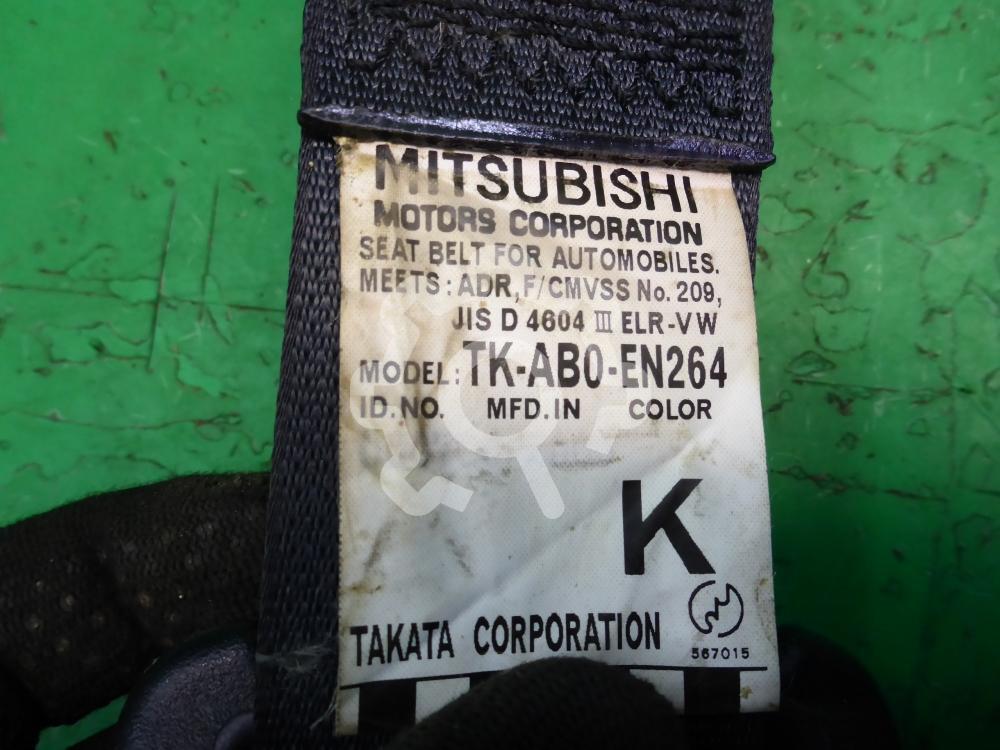 MITSUBISHI
MOTORS CORPORATION
SEAT BELT FOR AUTOMOBILES.
MEETS: ADR, F/CMVSS No. 209,
JIS D 4604 III ELR-VW
MODEL: TK-AB0-EN264
ID.NO. MFD.IN COLOR
K
TAKATA CORPORATION
567015